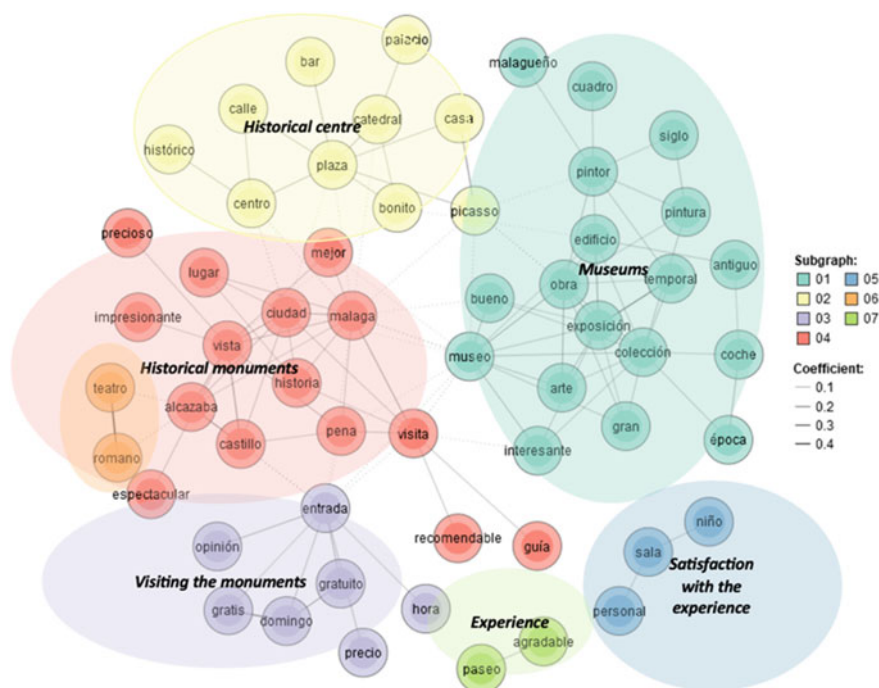 palacio
bar
malagueño
cuadro
calle
catedral
casa
siglo
Historical centre
histórico
plaza
pintor
centro
bonito
picasso
pintura
precioso
mejor
edificio
lugar
antiguo
Museums
temporal
obra
bueno
impresionante
ciudad
malaga
exposición
vista
museo
colección
coche
Historical monuments
historia
teatro
alcazaba
arte
castillo
pena
visita
gran
época
romano
interesante
espectacular
entrada
opinión
recomendable
guía
niño
sala
Satisfaction
with the
experience
Visiting the monuments
gratuito
gratis
domingo
hora
personal
Experience
agradable
precio
paseo
Subgraph:
01 05
02 06
03 07
04
Coefficient:
0.1
0.2
0.3
0.4